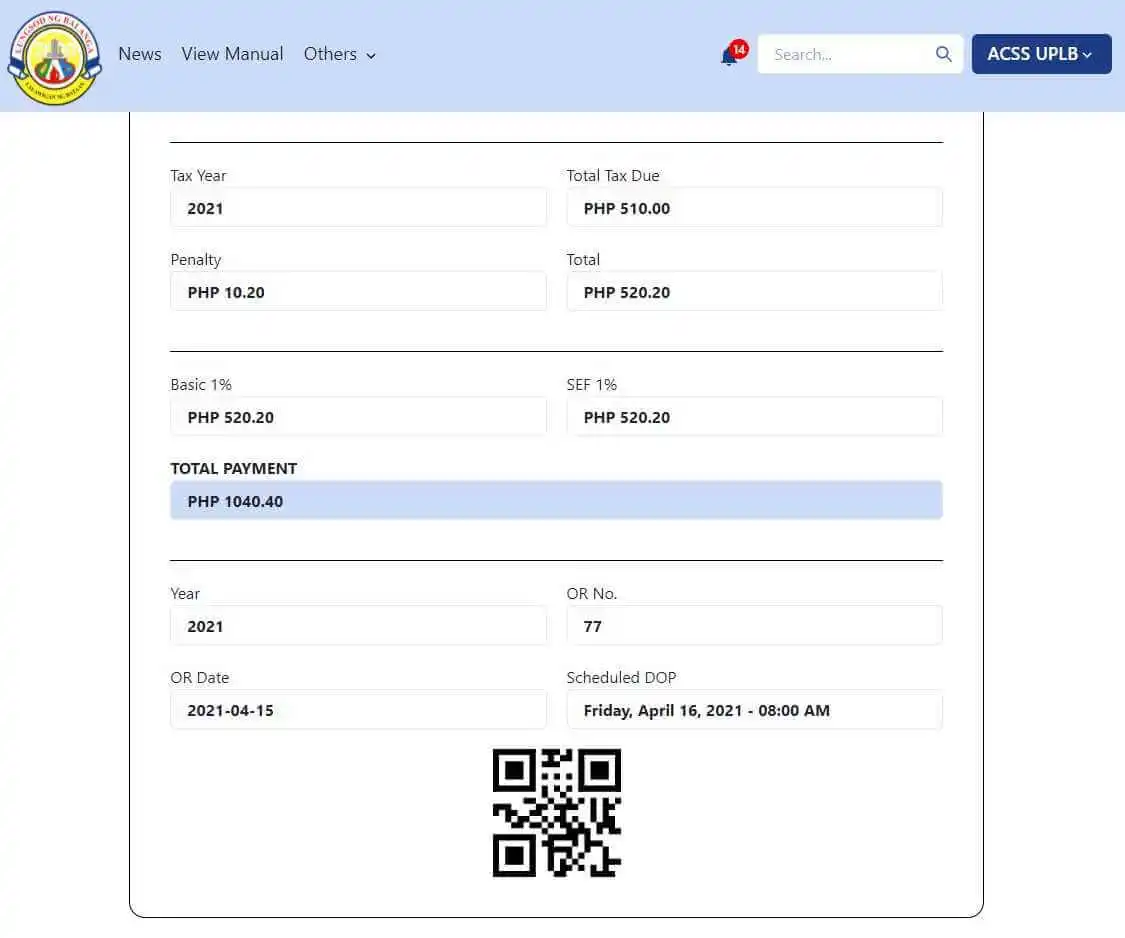 LUNGSOD NG BALANGA
LALAWIGAN NG BATAAN
News View Manual Others 14 Search... ACSS UPLB
Tax Year Total Tax Due
2021 PHP 510.00
Penalty Total
PHP 10.20 PHP 520.20
Basic 1% SEF 1%
PHP 520.20 PHP 520.20
TOTAL PAYMENT
PHP 1040.40
Year OR No.
2021 77
OR Date Scheduled DOP
2021-04-15 Friday, April 16, 2021 - 08:00 AM